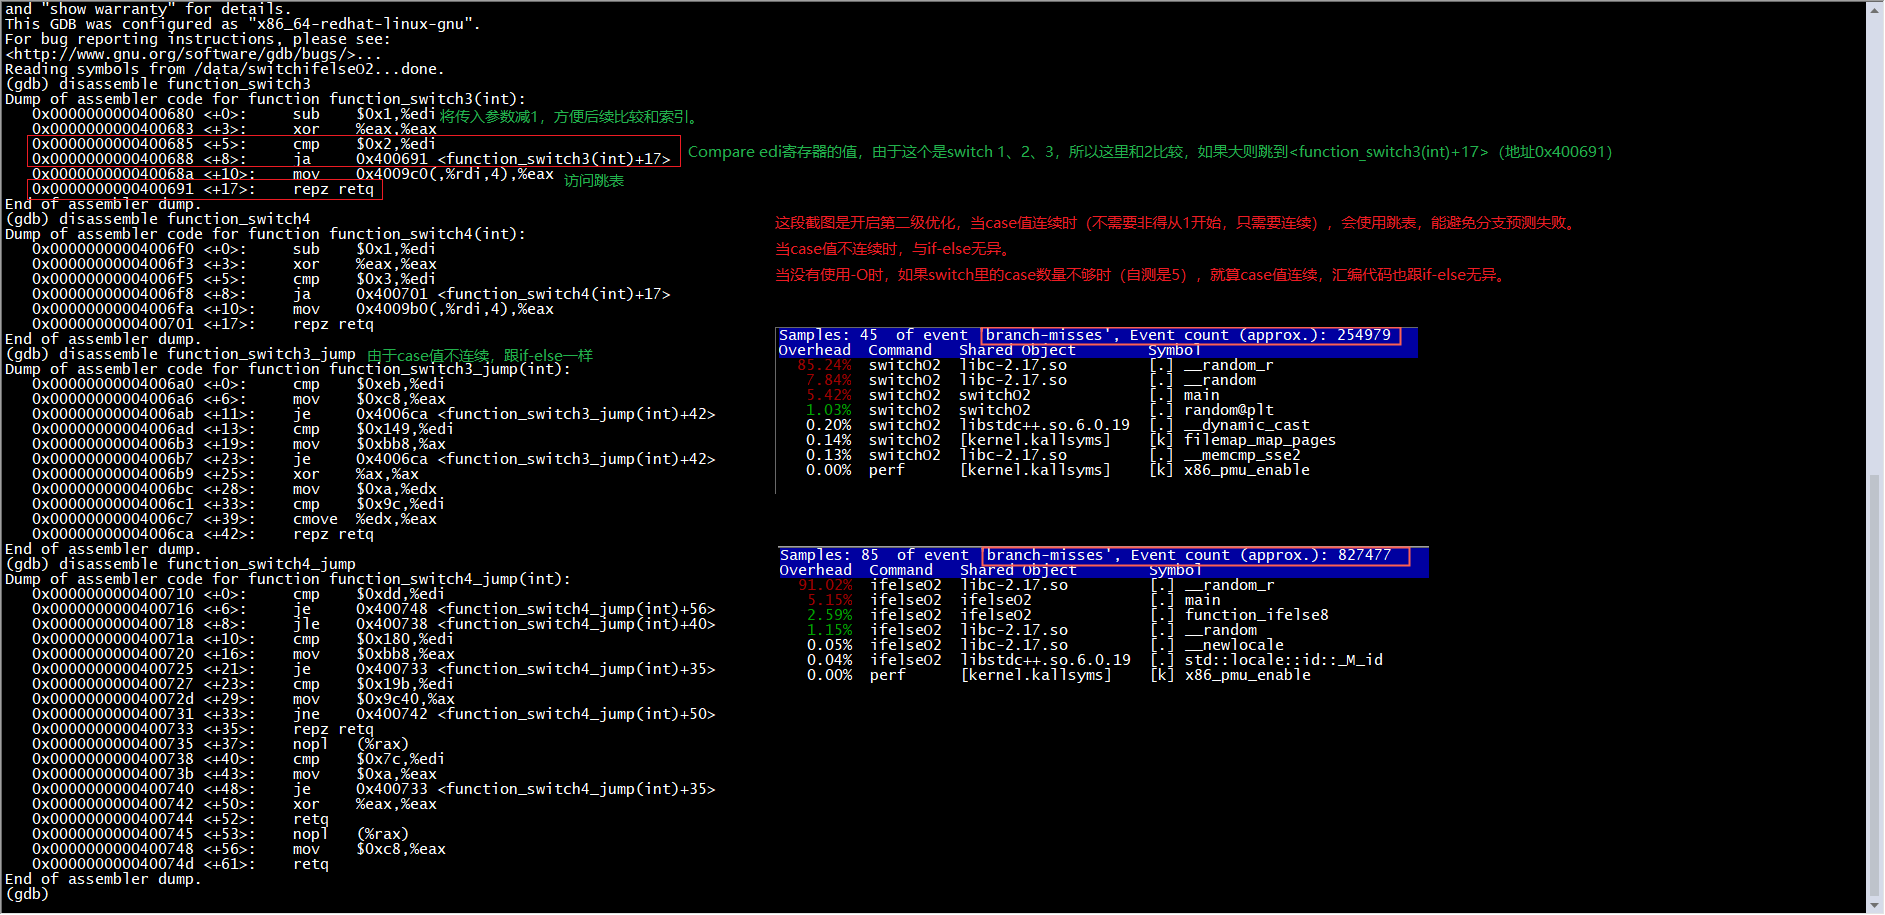 and "show warranty" for details.
This GDB was configured as "x86_64-redhat-linux-gnu".
For bug reporting instructions, please see:
<http://www.gnu.org/software/gdb/bugs/>...
Reading symbols from /data/switchifelseO2...done.
(gdb) disassemble function_switch3
Dump of assembler code for function function_switch3(int):
0x0000000000400680 <+0>: sub $0x1,%edi 将传入参数减1，方便后续比较和索引。
0x0000000000400683 <+3>: xor %eax,%eax
0x0000000000400685 <+5>: cmp $0x2,%edi
0x0000000000400688 <+8>: ja 0x400691 <function_switch3(int)+17>
Compare edi寄存器的值，由于这个是switch 1、2、3，所以这里和2比较，如果大则跳到<function_switch3(int)+17>（地址0x400691）
0x000000000040068a <+10>: mov 0x4009c0(,%rdi,4),%eax 访问跳表
0x0000000000400691 <+17>: repz retq
End of assembler dump.
(gdb) disassemble function_switch4
Dump of assembler code for function function_switch4(int):
0x00000000004006f0 <+0>: sub $0x1,%edi
0x00000000004006f3 <+3>: xor %eax,%eax
0x00000000004006f5 <+5>: cmp $0x3,%edi
0x00000000004006f8 <+8>: ja 0x400701 <function_switch4(int)+17>
0x00000000004006fa <+10>: mov 0x4009b0(,%rdi,4),%eax
0x0000000000400701 <+17>: repz retq
End of assembler dump.
(gdb) disassemble function_switch3_jump 由于case值不连续，跟if-else一样
Dump of assembler code for function function_switch3_jump(int):
0x00000000004006a0 <+0>: cmp $0xeb,%edi
0x00000000004006a6 <+6>: mov $0xc8,%eax
0x00000000004006ab <+11>: je 0x4006ca <function_switch3_jump(int)+42>
0x00000000004006ad <+13>: cmp $0x149,%edi
0x00000000004006b3 <+19>: mov $0xbb8,%ax
0x00000000004006b7 <+23>: je 0x4006ca <function_switch3_jump(int)+42>
0x00000000004006b9 <+25>: xor %ax,%ax
0x00000000004006bc <+28>: mov $0xa,%edx
0x00000000004006c1 <+33>: cmp $0x9c,%edi
0x00000000004006c7 <+39>: cmove %edx,%eax
0x00000000004006ca <+42>: repz retq
End of assembler dump.
(gdb) disassemble function_switch4_jump
Dump of assembler code for function function_switch4_jump(int):
0x0000000000400710 <+0>: cmp $0xdd,%edi
0x0000000000400716 <+6>: je 0x400748 <function_switch4_jump(int)+56>
0x0000000000400718 <+8>: jle 0x400738 <function_switch4_jump(int)+40>
0x000000000040071a <+10>: cmp $0x180,%edi
0x0000000000400720 <+16>: mov $0xbb8,%eax
0x0000000000400725 <+21>: je 0x400733 <function_switch4_jump(int)+35>
0x0000000000400727 <+23>: cmp $0x19b,%edi
0x000000000040072d <+29>: mov $0x9c40,%ax
0x0000000000400731 <+33>: jne 0x400742 <function_switch4_jump(int)+50>
0x0000000000400733 <+35>: repz retq
0x0000000000400735 <+37>: nopl (%rax)
0x0000000000400738 <+40>: cmp $0x7c,%edi
0x000000000040073b <+43>: mov $0xa,%eax
0x0000000000400740 <+48>: je 0x400733 <function_switch4_jump(int)+35>
0x0000000000400742 <+50>: xor %eax,%eax
0x0000000000400744 <+52>: retq
0x0000000000400745 <+53>: nopl (%rax)
0x0000000000400748 <+56>: mov $0xc8,%eax
0x000000000040074d <+61>: retq
End of assembler dump.
(gdb)
这段截图是开启第二级优化，当case值连续时（不需要非得从1开始，只需要连续），会使用跳表，能避免分支预测失败。
当case值不连续时，与if-else无异。
当没有使用-O时，如果switch里的case数量不够时（自测是5），就算case值连续，汇编代码也跟if-else无异。
Samples: 45 of event 'branch-misses', Event count (approx.): 254979
Overhead Command Shared Object Symbol
85.24% switchO2 libc-2.17.so [.] __random_r
7.84% switchO2 libc-2.17.so [.] __random
5.42% switchO2 switchO2 [.] main
1.03% switchO2 switchO2 [.] random@plt
0.20% switchO2 libstdc++.so.6.0.19 [.] __dynamic_cast
0.14% switchO2 [kernel.kallsyms] [k] filemap_map_pages
0.13% switchO2 libc-2.17.so [.] __memcmp_sse2
0.00% perf [kernel.kallsyms] [k] x86_pmu_enable
Samples: 85 of event 'branch-misses', Event count (approx.): 827477
Overhead Command Shared Object Symbol
91.02% ifelseO2 libc-2.17.so [.] __random_r
5.15% ifelseO2 ifelseO2 [.] main
2.59% ifelseO2 ifelseO2 [.] function_ifelse8
1.15% ifelseO2 libc-2.17.so [.] __random
0.05% ifelseO2 libc-2.17.so [.] __newlocale
0.04% ifelseO2 libstdc++.so.6.0.19 [.] std::locale::id::_M_id
0.00% perf [kernel.kallsyms] [k] x86_pmu_enable